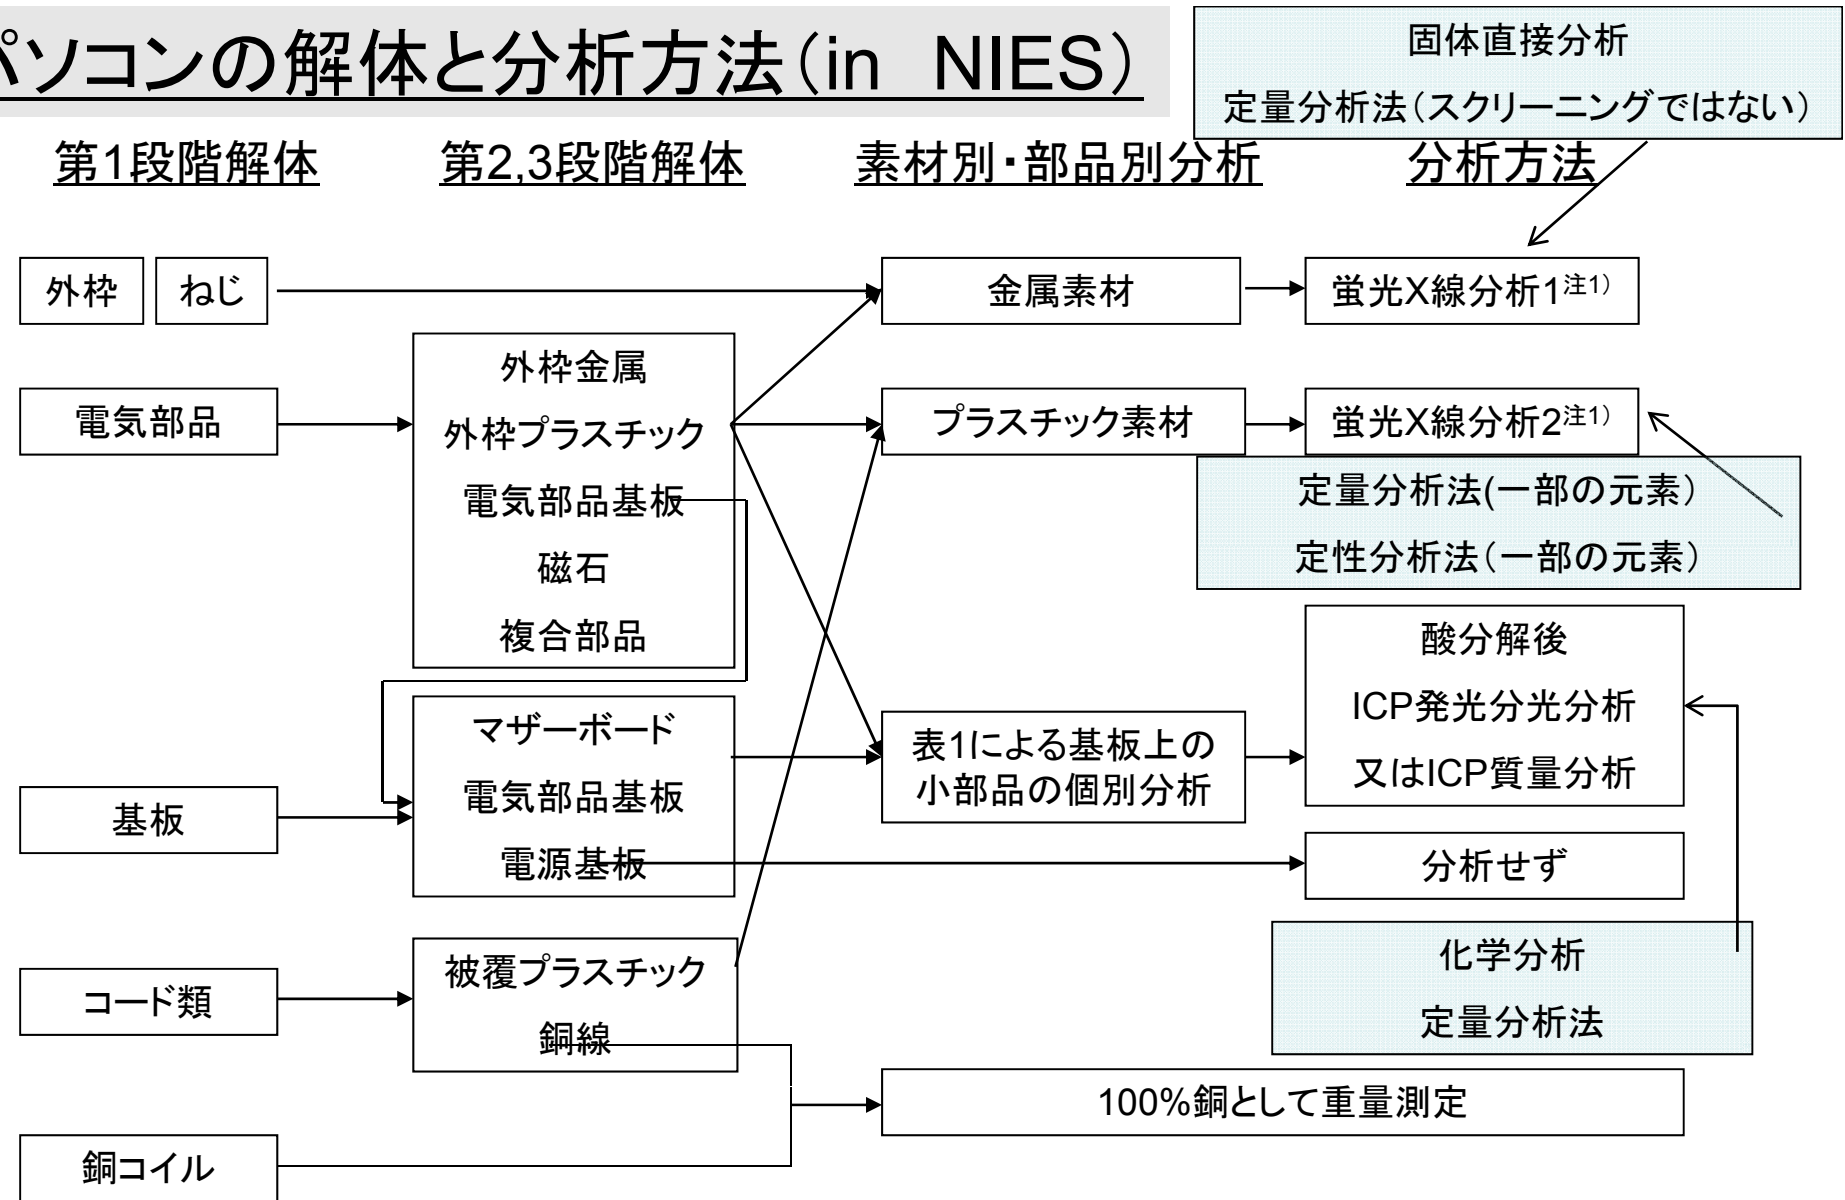 パソコンの解体と分析方法(in NIES)
固体直接分析
定量分析法(スクリーニングではない)
第1段階解体
第2,3段階解体
素材別・部品別分析
分析方法
外枠
ねじ
金属素材
蛍光X線分析1注1)
電気部品
外枠金属
外枠プラスチック
電気部品基板
磁石
複合部品
プラスチック素材
蛍光X線分析2注1)
定量分析法(一部の元素)
定性分析法(一部の元素)
基板
マザーボード
電気部品基板
電源基板
表1による基板上の
小部品の個別分析
酸分解後
ICP発光分光分析
又はICP質量分析
分析せず
化学分析
定量分析法
コード類
被覆プラスチック
銅線
100%銅として重量測定
銅コイル